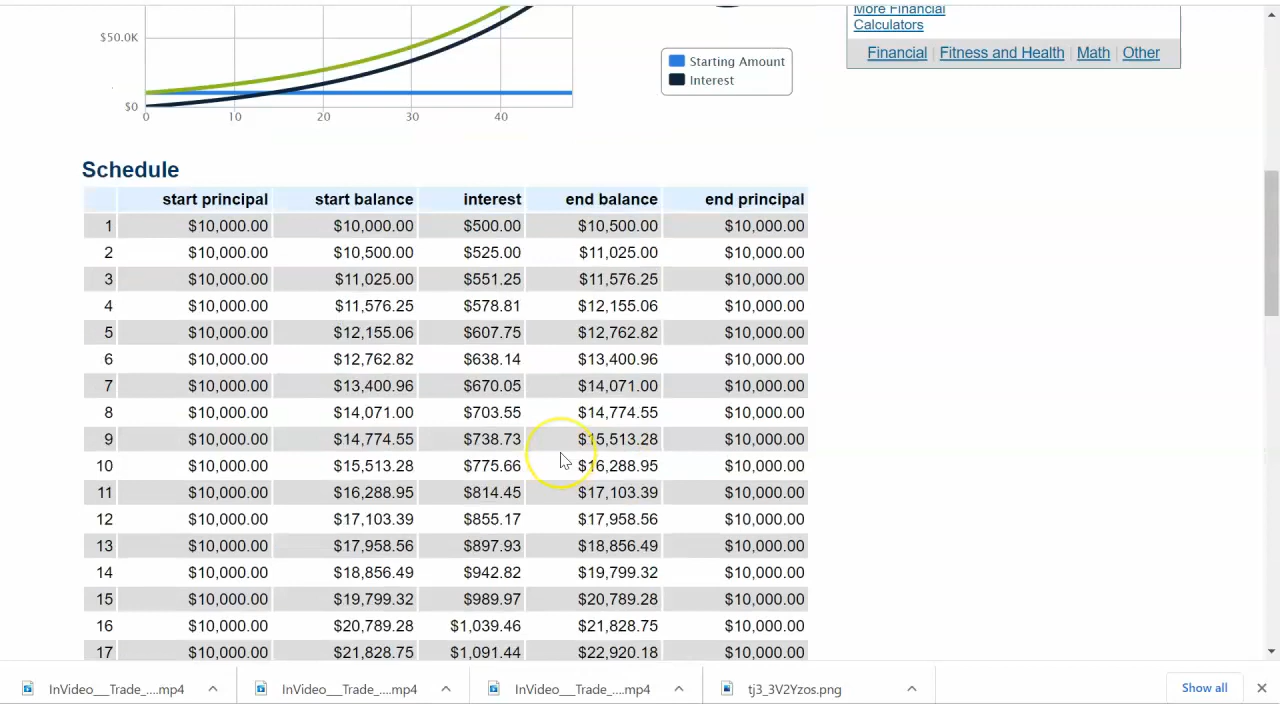 More Financial
Calculators
Financial | Fitness and Health | Math | Other
$50.0K
$0
0 10 20 30 40
Starting Amount
Interest
Schedule
start principal start balance interest end balance end principal
1 $10,000.00 $10,000.00 $500.00 $10,500.00 $10,000.00
2 $10,000.00 $10,500.00 $525.00 $11,025.00 $10,000.00
3 $10,000.00 $11,025.00 $551.25 $11,576.25 $10,000.00
4 $10,000.00 $11,576.25 $578.81 $12,155.06 $10,000.00
5 $10,000.00 $12,155.06 $607.75 $12,762.82 $10,000.00
6 $10,000.00 $12,762.82 $638.14 $13,400.96 $10,000.00
7 $10,000.00 $13,400.96 $670.05 $14,071.00 $10,000.00
8 $10,000.00 $14,071.00 $703.55 $14,774.55 $10,000.00
9 $10,000.00 $14,774.55 $738.73 $15,513.28 $10,000.00
10 $10,000.00 $15,513.28 $775.66 $16,288.95 $10,000.00
11 $10,000.00 $16,288.95 $814.45 $17,103.39 $10,000.00
12 $10,000.00 $17,103.39 $855.17 $17,958.56 $10,000.00
13 $10,000.00 $17,958.56 $897.93 $18,856.49 $10,000.00
14 $10,000.00 $18,856.49 $942.82 $19,799.32 $10,000.00
15 $10,000.00 $19,799.32 $989.97 $20,789.28 $10,000.00
16 $10,000.00 $20,789.28 $1,039.46 $21,828.75 $10,000.00
17 $10,000.00 $21,828.75 $1,091.44 $22,920.18 $10,000.00
InVideo___Trade_....mp4 InVideo___Trade_....mp4 InVideo___Trade_....mp4 tj3_3V2Yzos.png Show all